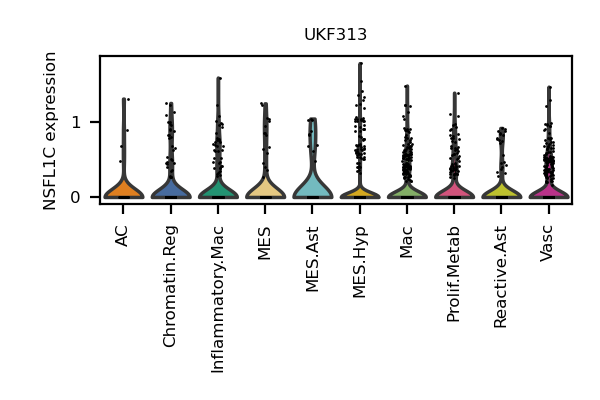 UKF313
NSFL1C expression
1
0
AC
Chromatin.Reg
Inflammatory.Mac
MES
MES.Ast
MES.Hyp
Mac
Prolif.Metab
Reactive.Ast
Vasc